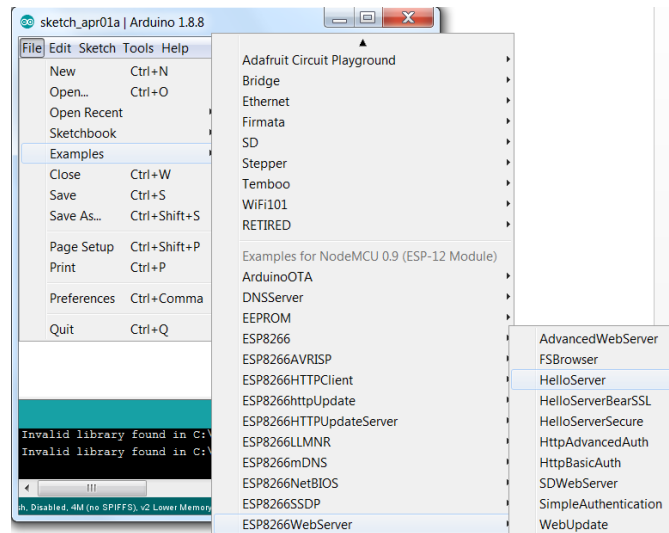 sketch_apr01a | Arduino 1.8.8
File Edit Sketch Tools Help
New Ctrl+N
Open... Ctrl+O
Open Recent
Sketchbook
Examples
Close Ctrl+W
Save Ctrl+S
Save As... Ctrl+Shift+S
Page Setup Ctrl+Shift+P
Print Ctrl+P
Preferences Ctrl+Comma
Quit Ctrl+Q
Invalid library found in C:\
Invalid library found in C:\
sh, Disabled, 4M (no SPIFFS), v2 Lower Memory
Adafruit Circuit Playground
Bridge
Ethernet
Firmata
SD
Stepper
Temboo
WiFi101
RETIRED
Examples for NodeMCU 0.9 (ESP-12 Module)
ArduinoOTA
DNSServer
EEPROM
ESP8266
ESP8266AVRISP
ESP8266HTTPClient
ESP8266httpUpdate
ESP8266HTTPUpdateServer
ESP8266LLMNR
ESP8266mDNS
ESP8266NetBIOS
ESP8266SSDP
ESP8266WebServer
AdvancedWebServer
FSBrowser
HelloServer
HelloServerBearSSL
HelloServerSecure
HttpAdvancedAuth
HttpBasicAuth
SDWebServer
SimpleAuthentication
WebUpdate